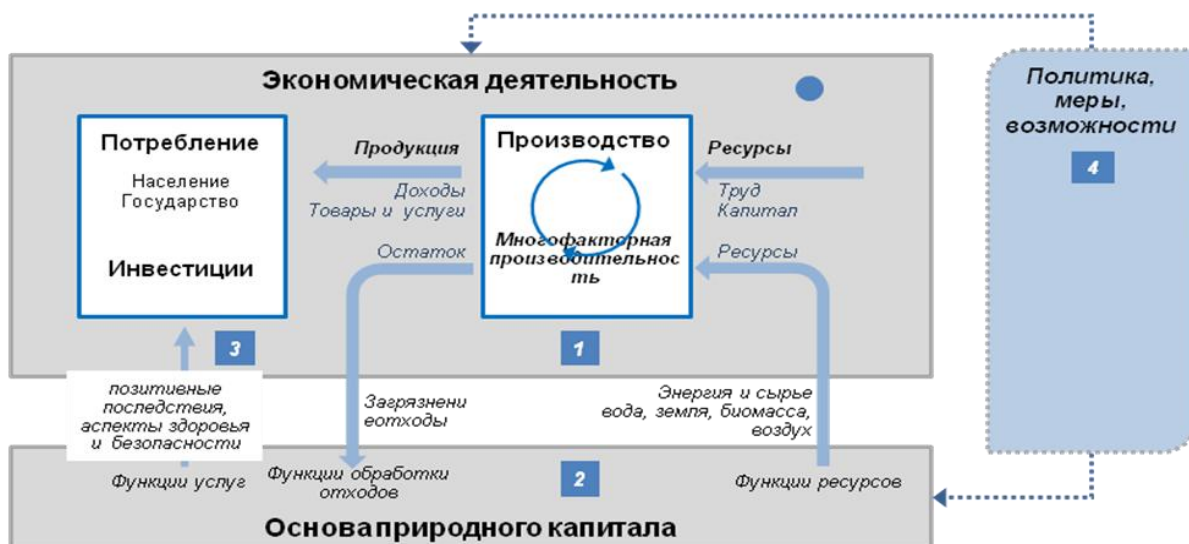 Экономическая деятельность
Потребление
Население
Государство
Инвестиции
3
Продукция
Доходы
Товары и услуги
Остаток
Производство
Многофакторная
производительнос
ть
1
Ресурсы
Труд
Капитал
Ресурсы
Политика,
меры,
возможности
4
позитивные
последствия,
аспекты здоровья
и безопасности
Загрязнени
еотходы
Энергия и сырье
вода, земля, биомасса,
воздух
Функции услуг
Функции обработки
отходов
2
Функции ресурсов
Основа природного капитала